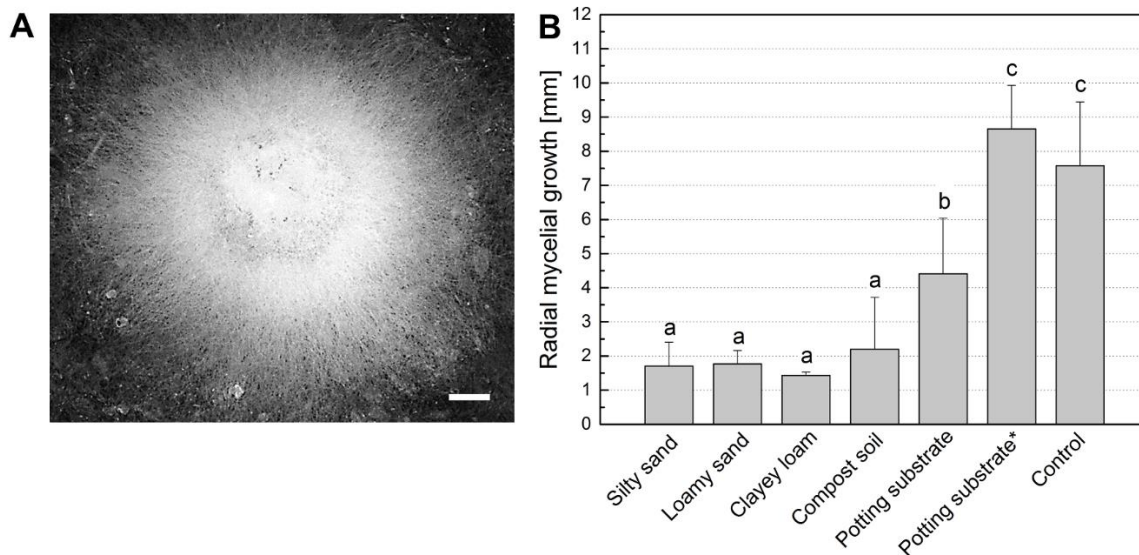 A
B
Radial mycelial growth [mm]
12
11
10
9
8
7
6
5
4
3
2
1
0
a
a
a
a
b
c
c
Silty sand
Loamy sand
Clayey loam
Compost soil
Potting substrate
Potting substrate*
Control